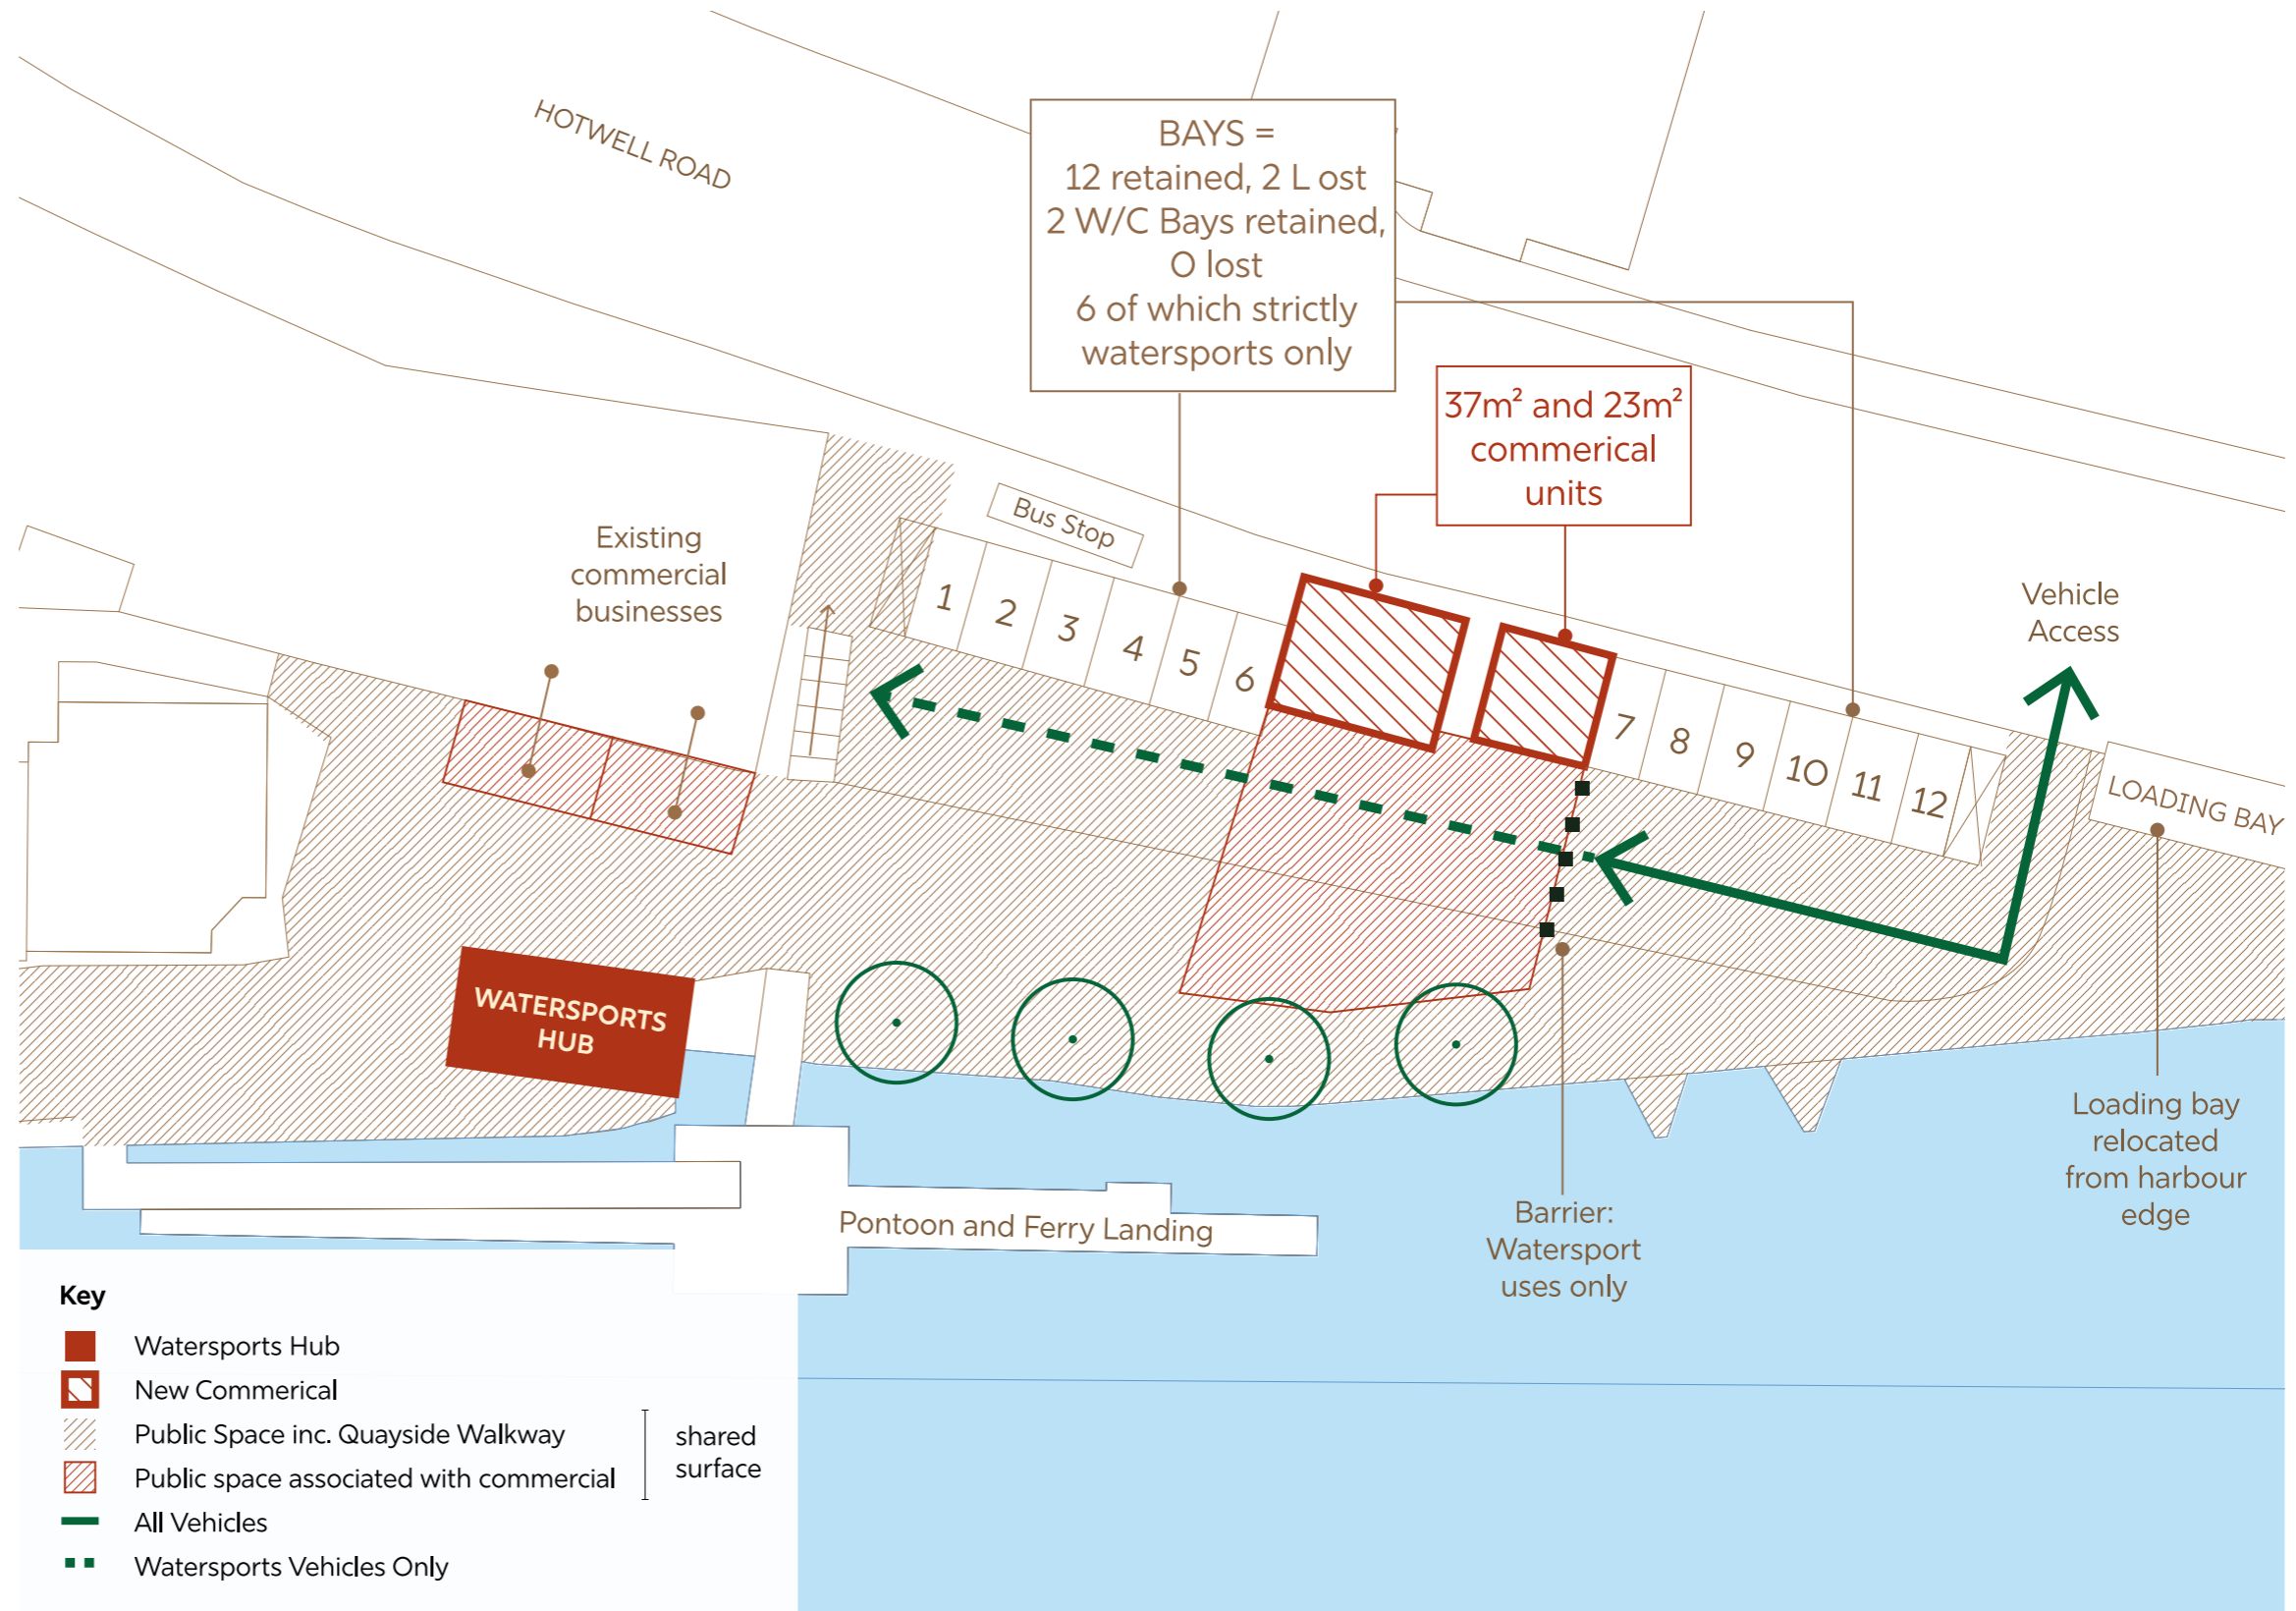 HOTWELL ROAD
BAYS =
12 retained, 2 L ost
2 W/C Bays retained,
0 lost
6 of which strictly
watersports only
37m² and 23m²
commerical
units
Bus Stop
Existing
commercial
businesses
Vehicle
Access
1
2
3
4
5
6
7
8
9
10
11
12
LOADING BAY
WATERSPORTS
HUB
Pontoon and Ferry Landing
Barrier:
Watersport
uses only
Loading bay
relocated
from harbour
edge
Key
Watersports Hub
New Commerical
Public Space inc. Quayside Walkway
Public space associated with commercial
shared
surface
All Vehicles
Watersports Vehicles Only